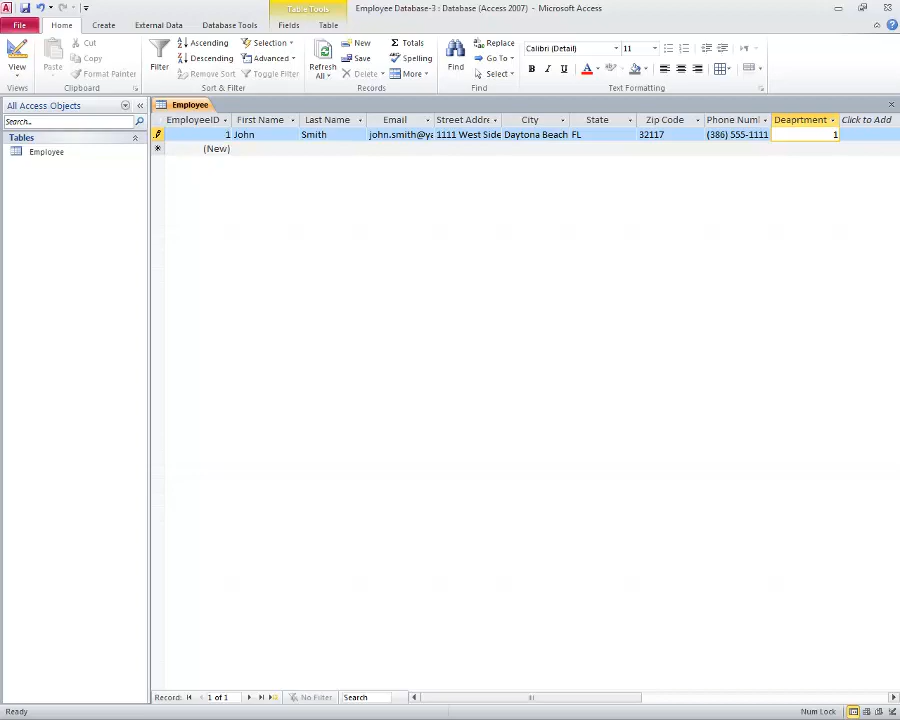 Table Tools
Employee Database-3 : Database (Access 2007) - Microsoft Access
File Home Create External Data Database Tools Fields Table
View
Views
Paste
Cut
Copy
Format Painter
Clipboard
Filter
Ascending
Descending
Remove Sort
Selection
Advanced
Toggle Filter
Sort & Filter
Refresh
All
New
Save
Delete
Totals
Spelling
More
Records
Find
Replace
Go To
Select
Find
Calibri (Detail) 11
B I U A
Text Formatting
All Access Objects
Search..
Tables
Employee
Employee
EmployeeID First Name Last Name Email Street Addre City State Zip Code Phone Numl Deaprtment Click to Add
1 John Smith john.smith@ya 1111 West Side Daytona Beach FL 32117 (386) 555-1111 1
(New)
Record: 1 of 1 No Filter Search
Ready Num Lock